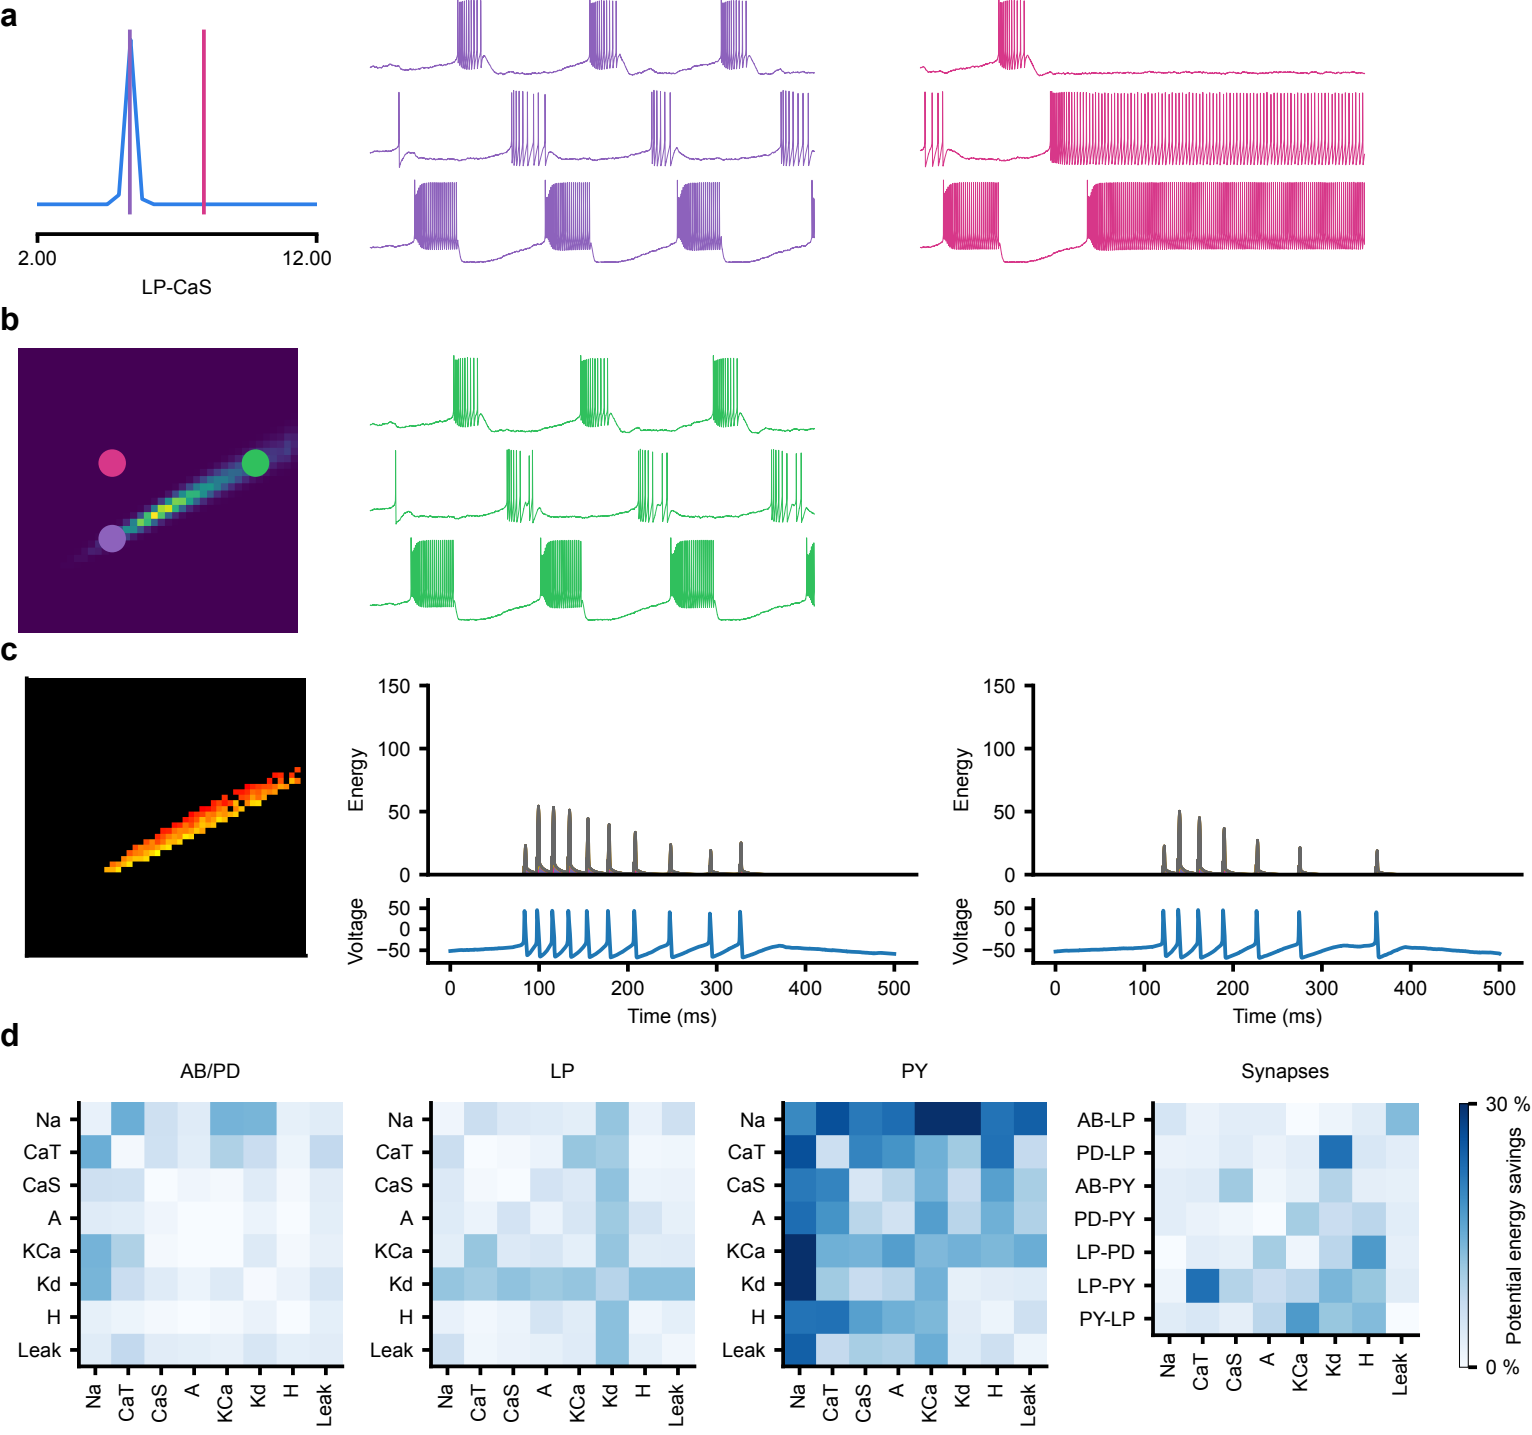 a
2.00 12.00
LP-CaS
b
c
150 150
100 100
50 50
0 0
Energy Energy
50 50
0 0
−50 −50
Voltage Voltage
0 100 200 300 400 500 0 100 200 300 400 500
Time (ms) Time (ms)
d
AB/PD LP PY Synapses
Na Na Na AB-LP 30 %
CaT CaT CaT PD-LP
CaS CaS CaS AB-PY
A A A PD-PY
KCa KCa KCa LP-PD
Kd Kd Kd LP-PY
H H H PY-LP
Leak Leak Leak 0 %
Potential energy savings
Na CaT CaS A KCa Kd H Leak Na CaT CaS A KCa Kd H Leak Na CaT CaS A KCa Kd H Leak Na CaT CaS A KCa Kd H Leak